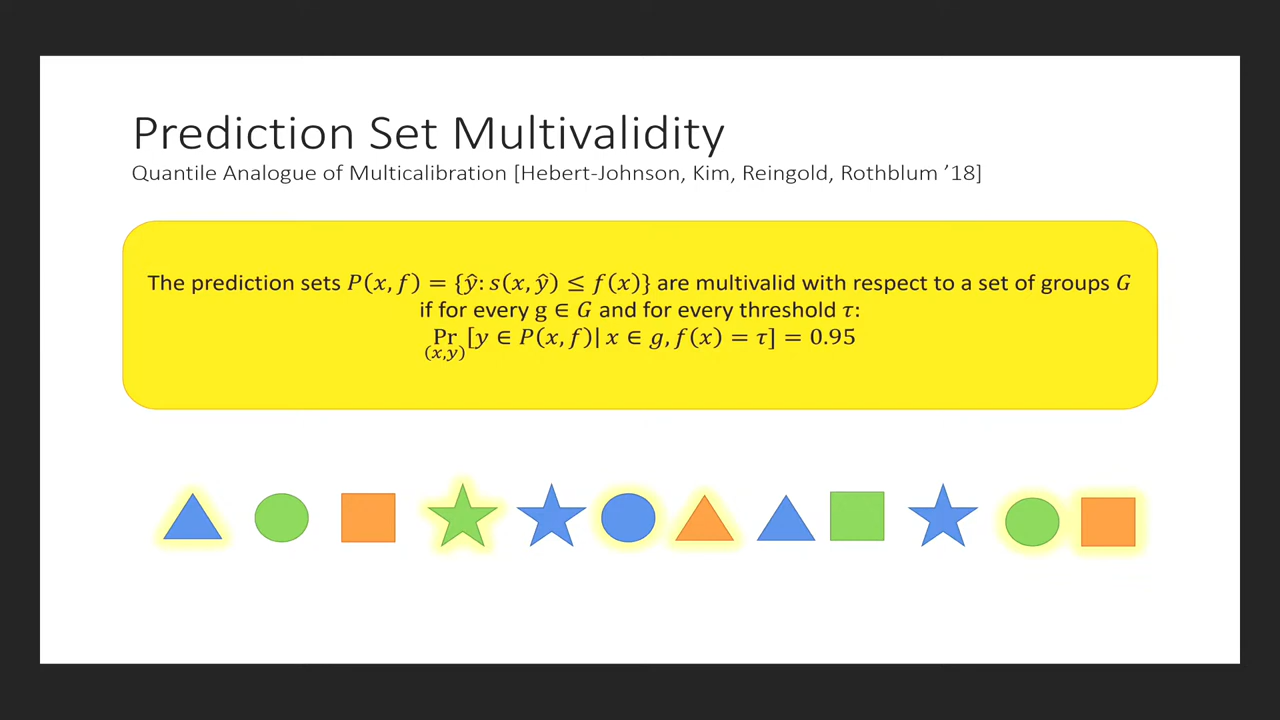 Prediction Set Multivalidity
Quantile Analogue of Multicalibration [Hebert-Johnson, Kim, Reingold, Rothblum ’18]
The prediction sets 𝑃(𝑥, 𝑓) = {ŷ: 𝑠(𝑥, ŷ) ≤ 𝑓(𝑥)} are multivalid with respect to a set of groups 𝐺
if for every g ∈ 𝐺 and for every threshold 𝜏:
Pr [𝑦 ∈ 𝑃(𝑥, 𝑓)| 𝑥 ∈ 𝑔, 𝑓(𝑥) = 𝜏] = 0.95
(𝑥,𝑦)